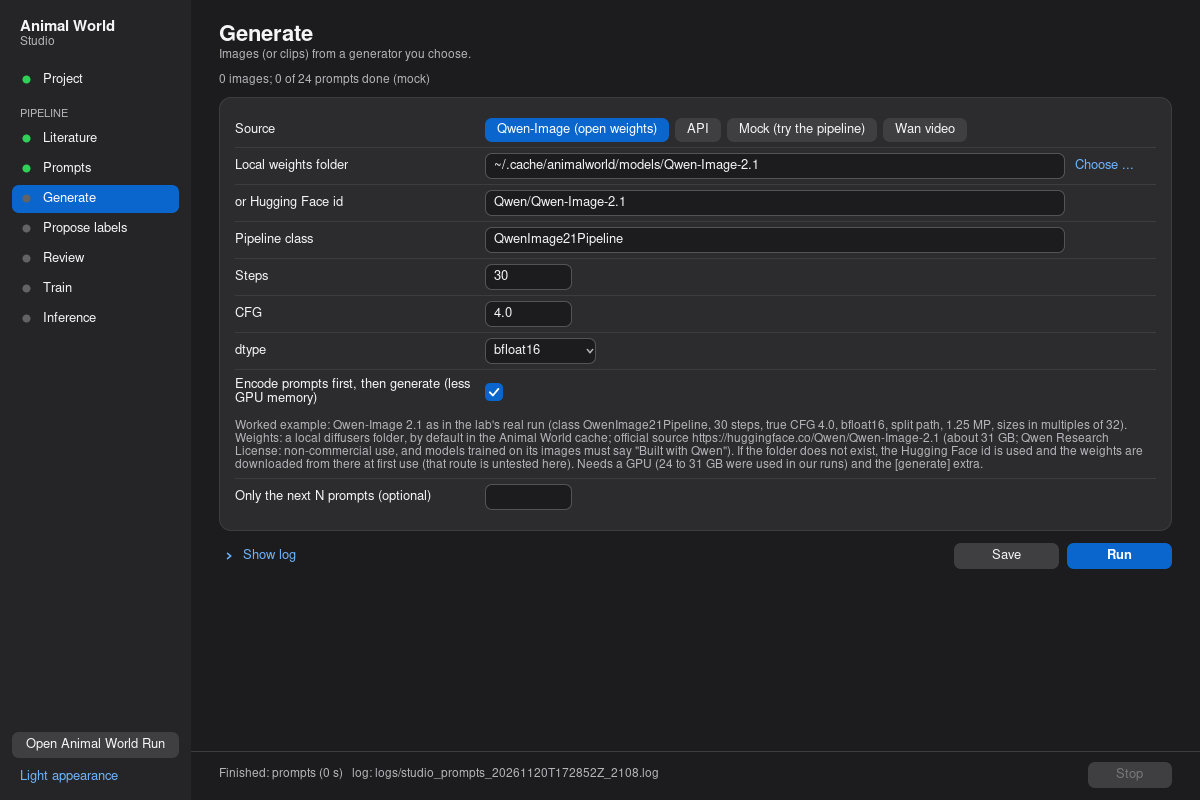 Animal World
Studio
Project
PIPELINE
Literature
Prompts
Generate
Propose labels
Review
Train
Inference
Open Animal World Run
Light appearance
Generate
Images (or clips) from a generator you choose.
0 images; 0 of 24 prompts done (mock)
Source
Qwen-Image (open weights)
API
Mock (try the pipeline)
Wan video
Local weights folder
~/.cache/animalworld/models/Qwen-Image-2.1
Choose ...
or Hugging Face id
Qwen/Qwen-Image-2.1
Pipeline class
QwenImage21Pipeline
Steps
30
CFG
4.0
dtype
bfloat16
Encode prompts first, then generate (less
GPU memory)
Worked example: Qwen-Image 2.1 as in the lab's real run (class QwenImage21Pipeline, 30 steps, true CFG 4.0, bfloat16, split path, 1.25 MP, sizes in multiples of 32).
Weights: a local diffusers folder, by default in the Animal World cache; official source https://huggingface.co/Qwen/Qwen-Image-2.1 (about 31 GB; Qwen Research
License: non-commercial use, and models trained on its images must say "Built with Qwen"). If the folder does not exist, the Hugging Face id is used and the weights are
downloaded from there at first use (that route is untested here). Needs a GPU (24 to 31 GB were used in our runs) and the [generate] extra.
Only the next N prompts (optional)
Show log
Save
Run
Finished: prompts (0 s) log: logs/studio_prompts_20261120T172852Z_2108.log
Stop